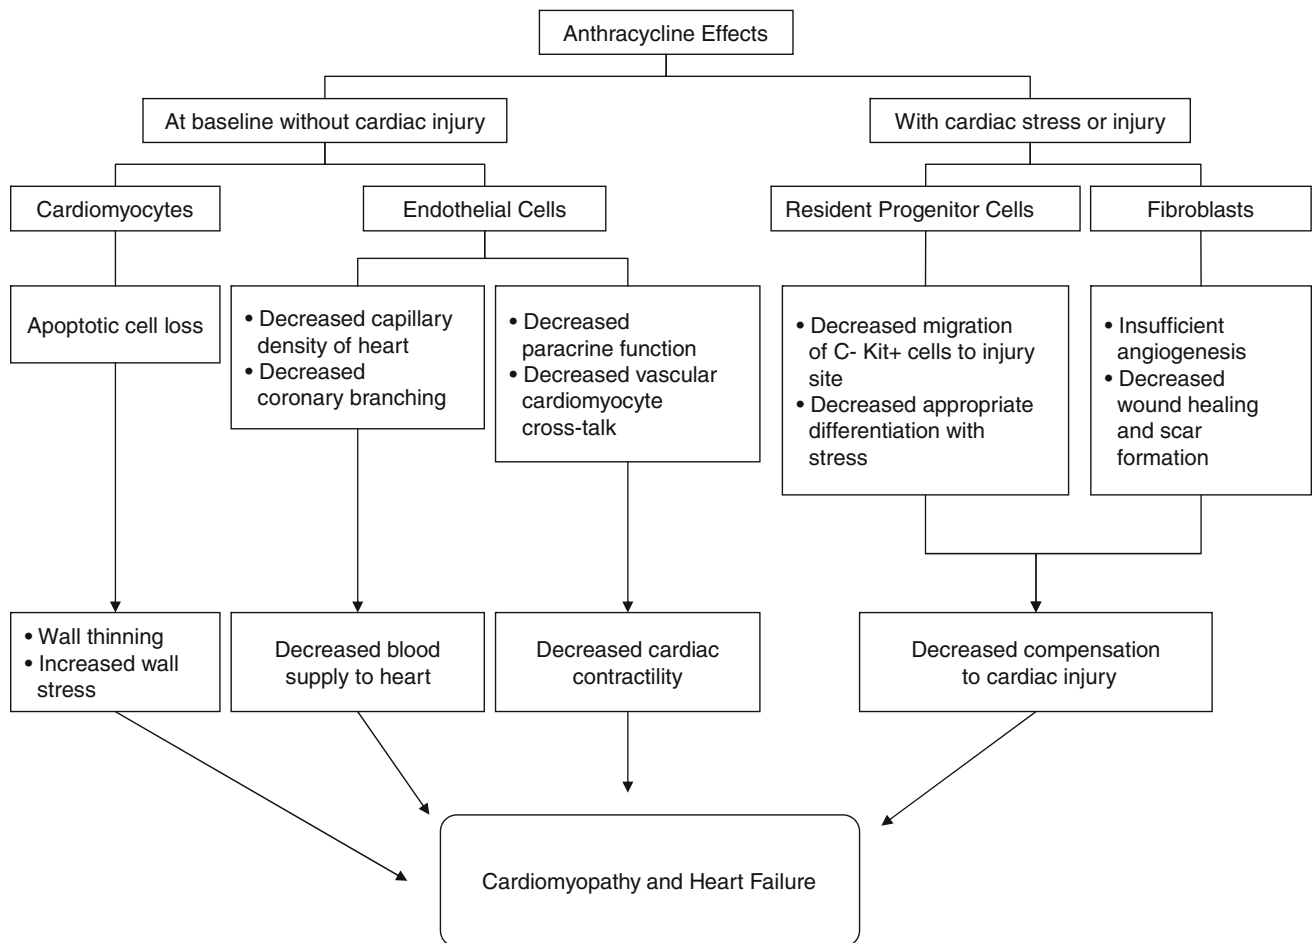 Anthracycline Effects
At baseline without cardiac injury
With cardiac stress or injury
Cardiomyocytes
Endothelial Cells
Resident Progenitor Cells
Fibroblasts
Apoptotic cell loss
• Decreased capillary
density of heart
• Decreased
coronary branching
• Decreased
paracrine function
• Decreased vascular
cardiomyocyte
cross-talk
• Decreased migration
of C- Kit+ cells to injury
site
• Decreased appropriate
differentiation with
stress
• Insufficient
angiogenesis
• Decreased
wound healing
and scar
formation
• Wall thinning
• Increased wall
stress
Decreased blood
supply to heart
Decreased cardiac
contractility
Decreased compensation
to cardiac injury
Cardiomyopathy and Heart Failure